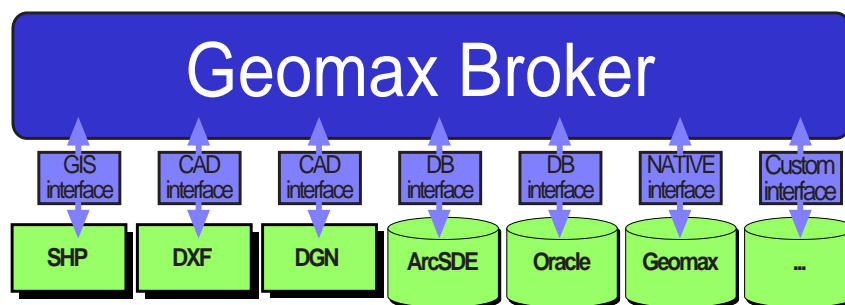 Geomax Broker
GIS interface
CAD interface
CAD interface
DB interface
DB interface
NATIVE interface
Custom interface
SHP
DXF
DGN
ArcSDE
Oracle
Geomax
...